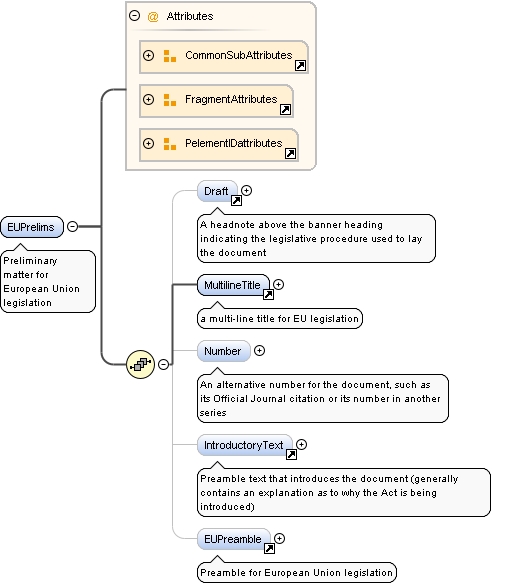 @ Attributes
CommonSubAttributes
FragmentAttributes
PelementIDattributes
EUPrelims
Preliminary
matter for
European Union
legislation
Draft
A headnote above the banner heading
indicating the legislative procedure used to lay
the document
MultilineTitle
a multi-line title for EU legislation
Number
An alternative number for the document, such as
its Official Journal citation or its number in another
series
IntroductoryText
Preamble text that introduces the document (generally
contains an explanation as to why the Act is being
introduced)
EUPreamble
Preamble for European Union legislation